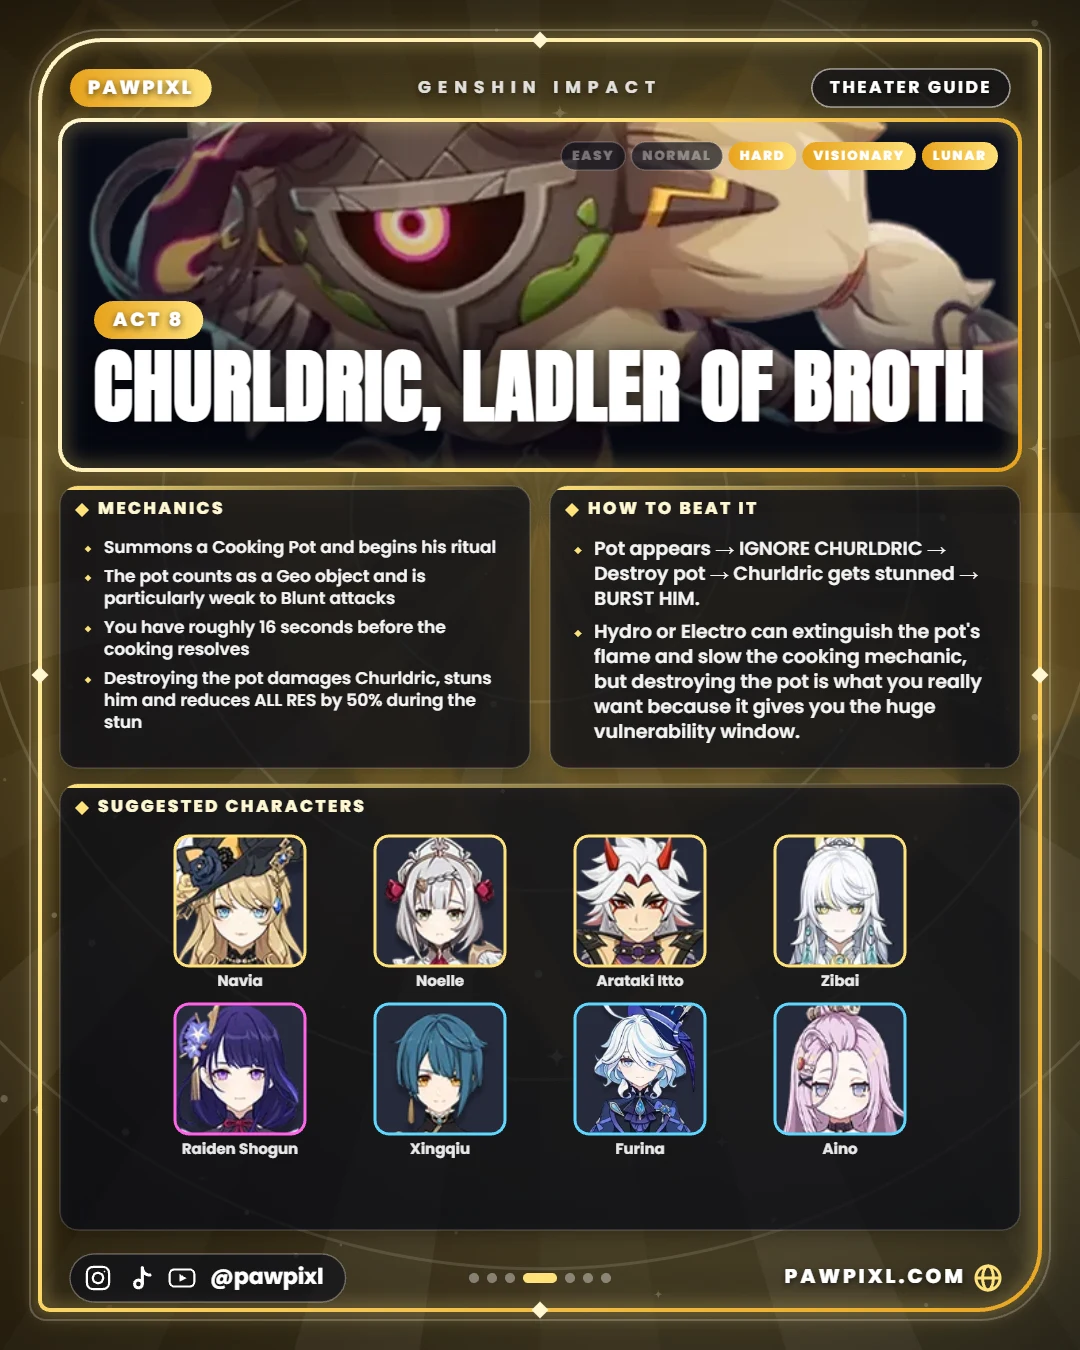 PAWPIXL
GENSHIN IMPACT
THEATER GUIDE
EASY
NORMAL
HARD
VISIONARY
LUNAR
ACT 8
CHURLDRIC, LADLER OF BROTH
MECHANICS
Summons a Cooking Pot and begins his ritual
The pot counts as a Geo object and is
particularly weak to Blunt attacks
You have roughly 16 seconds before the
cooking resolves
Destroying the pot damages Churldric, stuns
him and reduces ALL RES by 50% during the
stun
HOW TO BEAT IT
Pot appears → IGNORE CHURLDRIC →
Destroy pot → Churldric gets stunned →
BURST HIM.
Hydro or Electro can extinguish the pot's
flame and slow the cooking mechanic,
but destroying the pot is what you really
want because it gives you the huge
vulnerability window.
SUGGESTED CHARACTERS
Navia
Noelle
Arataki Itto
Zibai
Raiden Shogun
Xingqiu
Furina
Aino
@pawpixl
PAWPIXL.COM